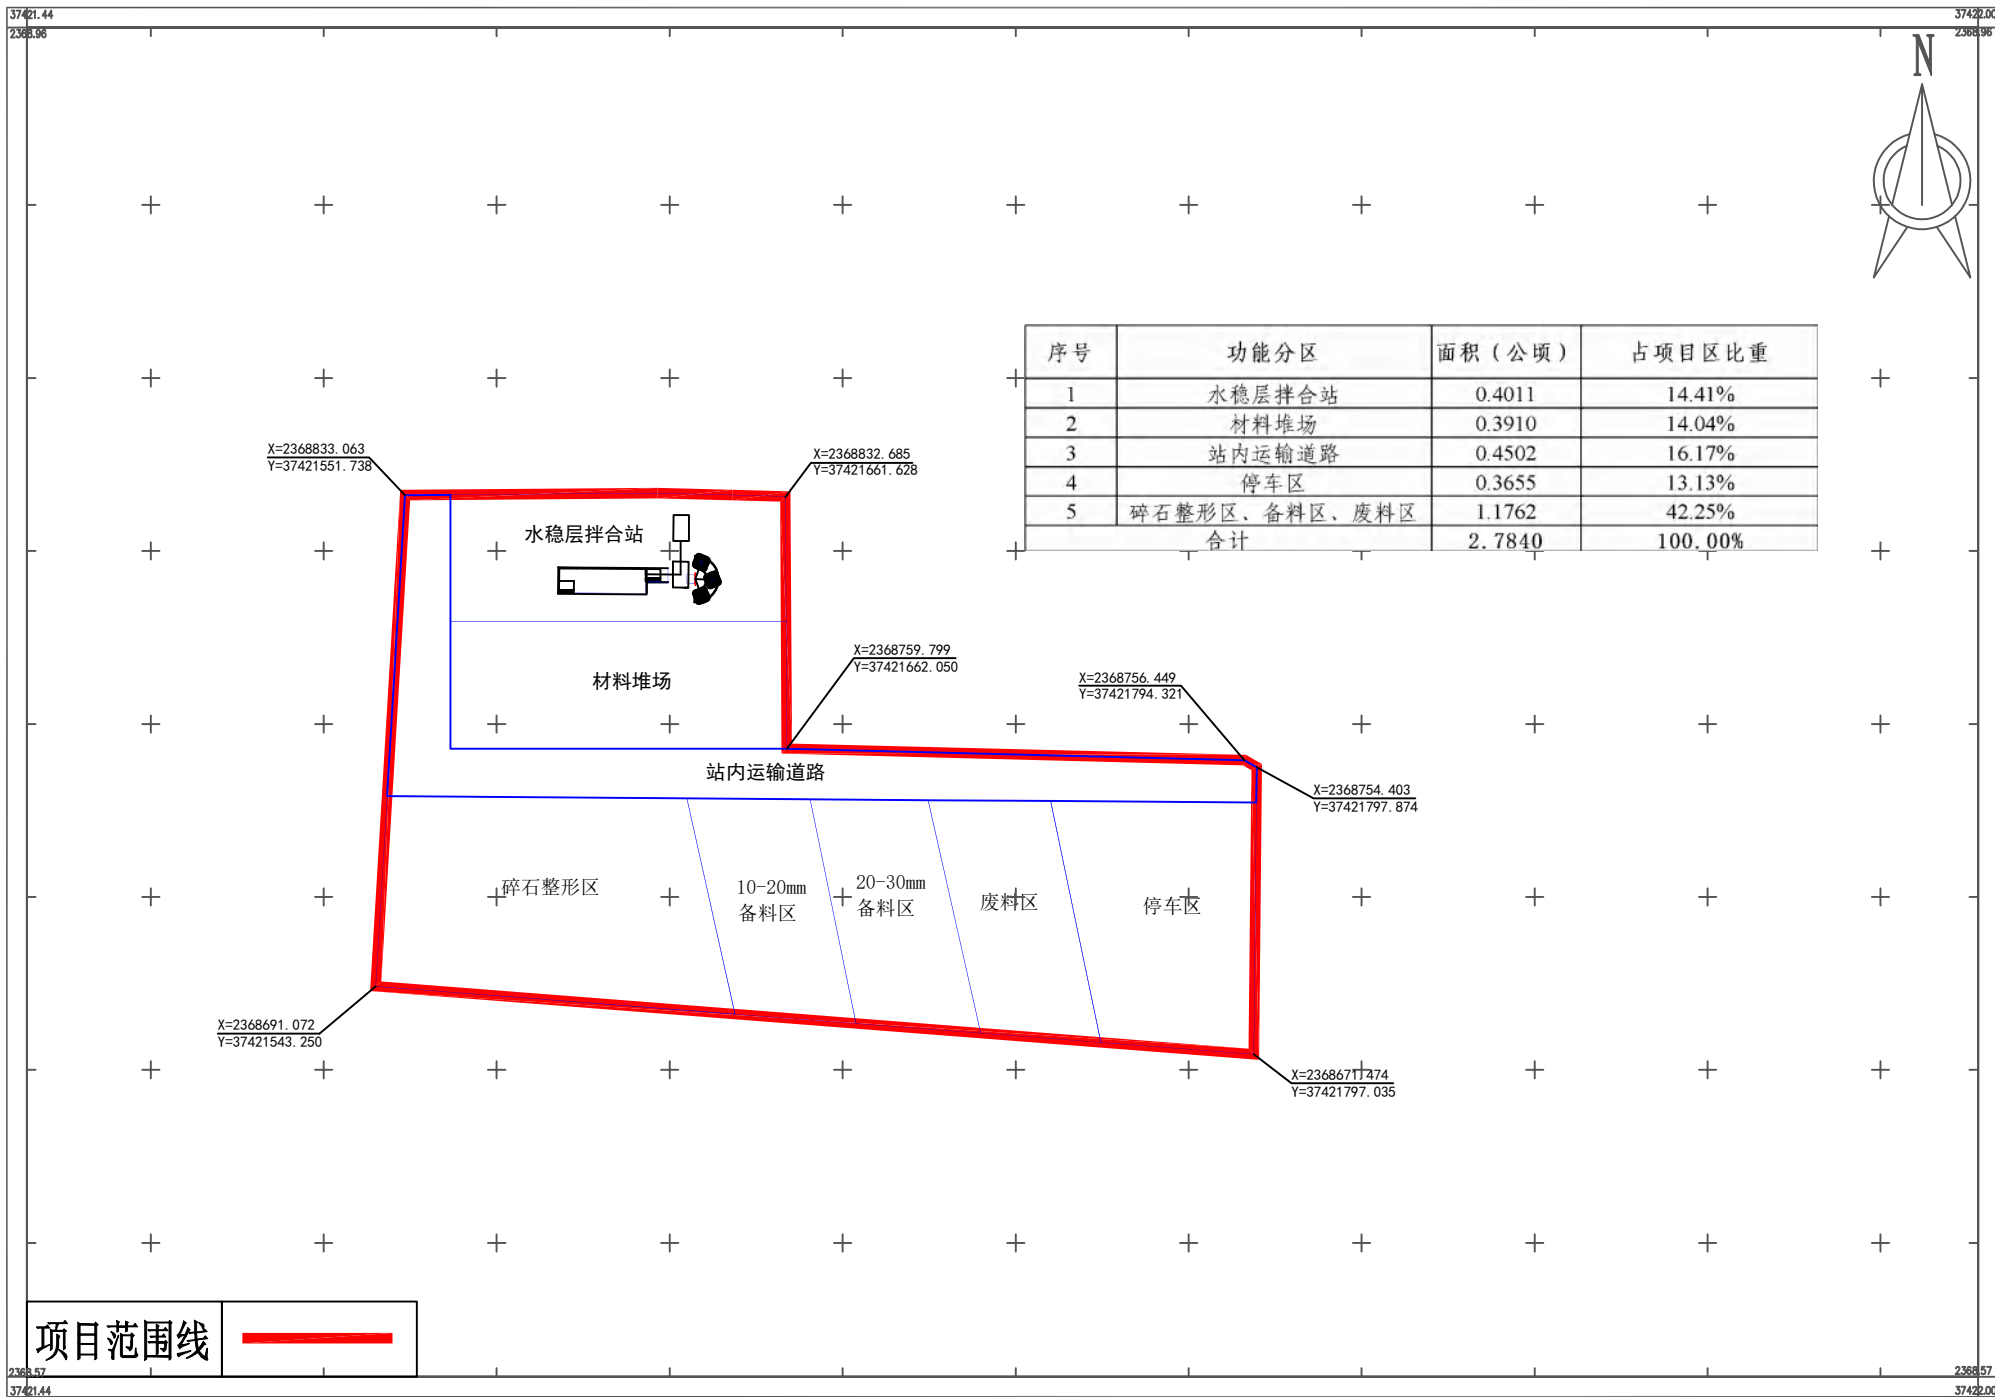 37421.44
37422.00
2368.96
2368.96
N
序号 功能分区 面积（公顷） 占项目区比重
1 水稳层拌合站 0.4011 14.41%
2 材料堆场 0.3910 14.04%
3 站内运输道路 0.4502 16.17%
4 停车区 0.3655 13.13%
5 碎石整形区、备料区、废料区 1.1762 42.25%
合计 2.7840 100.00%
X=2368833.063
Y=37421551.738
X=2368832.685
Y=37421661.628
水稳层拌合站
X=2368759.799
Y=37421662.050
材料堆场
X=2368756.449
Y=37421794.321
站内运输道路
X=2368754.403
Y=37421797.874
碎石整形区
10-20mm
备料区
20-30mm
备料区
废料区
停车区
X=2368691.072
Y=37421543.250
X=2368671.474
Y=37421797.035
项目范围线
2368.57
2368.57
37421.44
37422.00